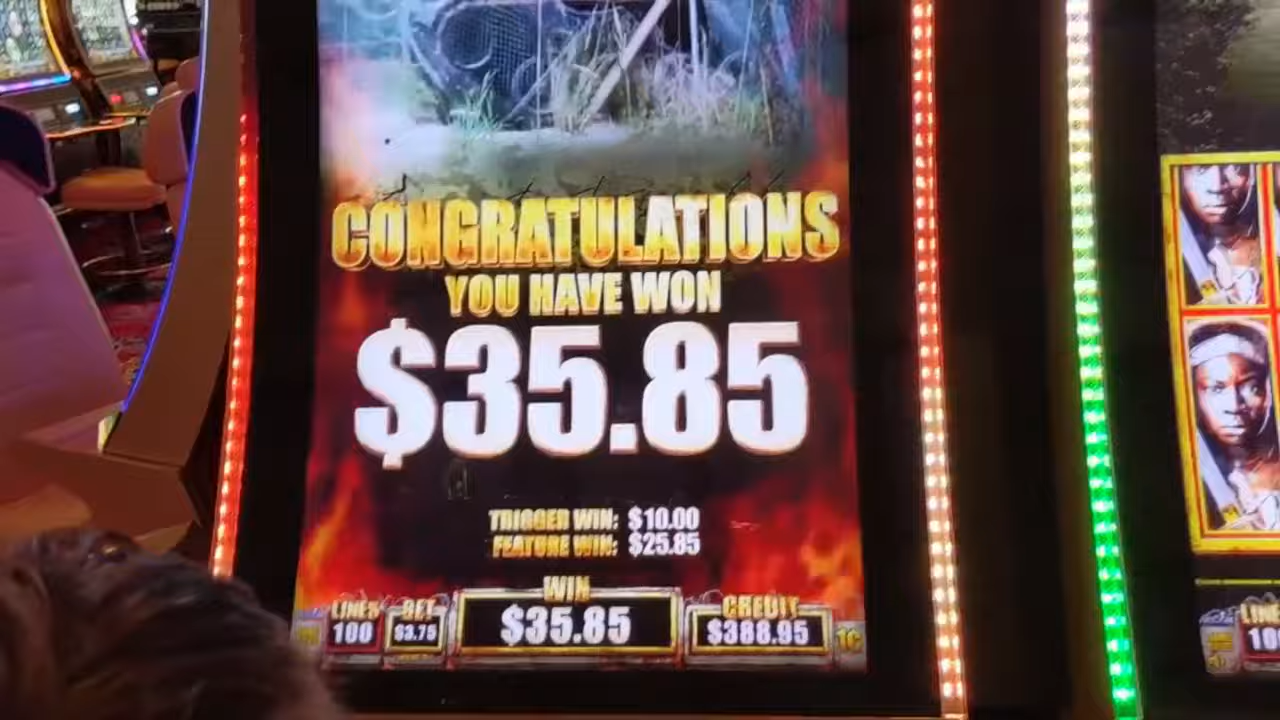 CONGRATULATIONS
YOU HAVE WON
$35.85
TRIGGER WIN: $10.00
FEATURE WIN: $25.85
LINES BET WIN CREDIT
100 $3.75 $35.85 $388.95 1C